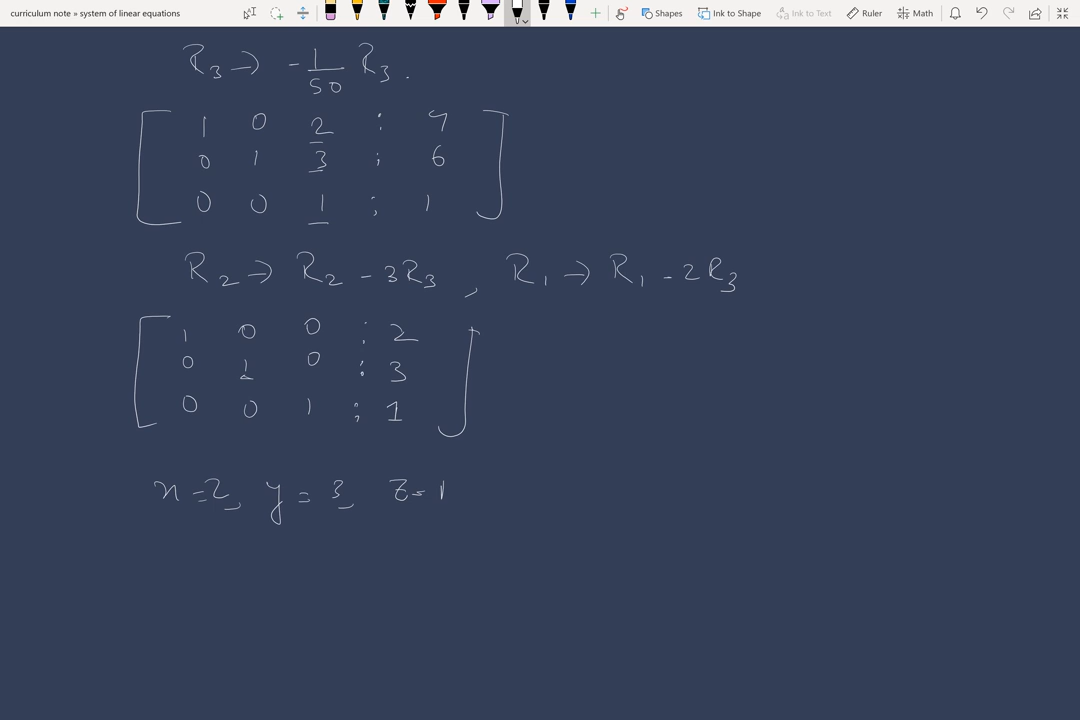 curriculum note » system of linear equations
Shapes Ink to Shape Ink to Text Ruler Math
R3 → -1/50 R3.
1 0 2 : 4
0 1 3 ; 6
0 0 1 ; 1
R2 → R2 - 3R3, R1 → R1 - 2R3
1 0 0 : 2
0 1 0 : 3
0 0 1 ; 1
x = 2, y = 3, z = 1